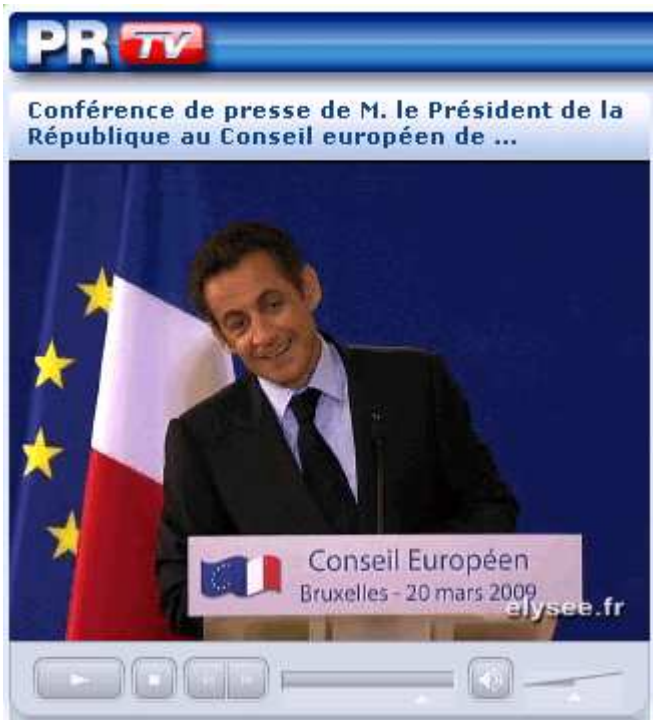 PR TV
Conférence de presse de M. le Président de la
République au Conseil européen de ...
Conseil Européen
Bruxelles - 20 mars 2009
elysee.fr